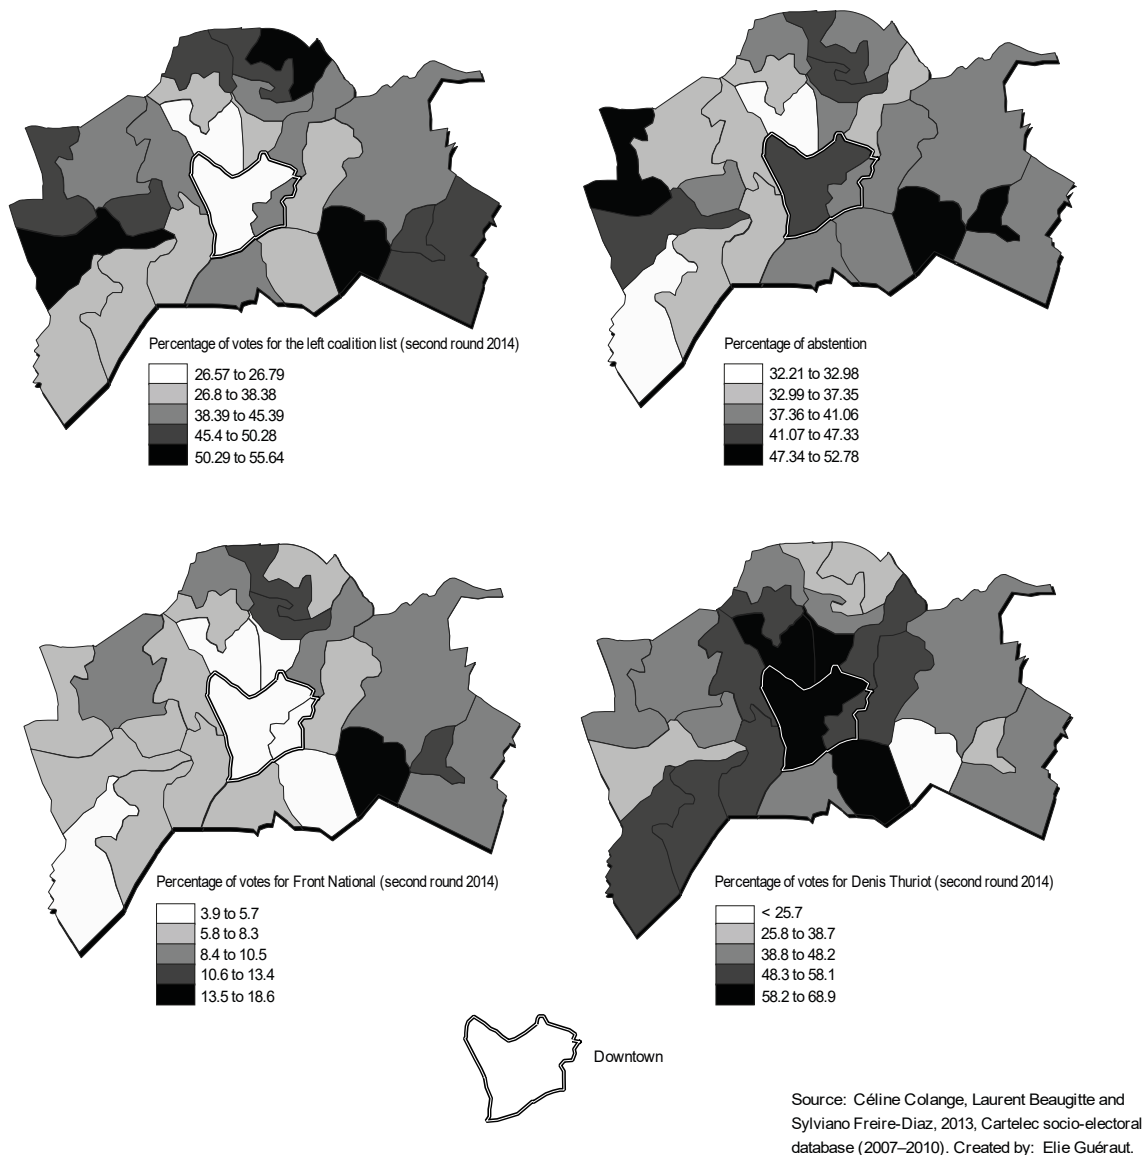 Percentage of votes for the left coalition list (second round 2014)
26.57 to 26.79
26.8 to 38.38
38.39 to 45.39
45.4 to 50.28
50.29 to 55.64
Percentage of abstention
32.21 to 32.98
32.99 to 37.35
37.36 to 41.06
41.07 to 47.33
47.34 to 52.78
Percentage of votes for Front National (second round 2014)
3.9 to 5.7
5.8 to 8.3
8.4 to 10.5
10.6 to 13.4
13.5 to 18.6
Percentage of votes for Denis Thuriot (second round 2014)
< 25.7
25.8 to 38.7
38.8 to 48.2
48.3 to 58.1
58.2 to 68.9
Downtown
Source: Céline Colange, Laurent Beaugitte and
Sylviano Freire-Diaz, 2013, Cartelec socio-electoral
database (2007–2010). Created by: Elie Guéraut.